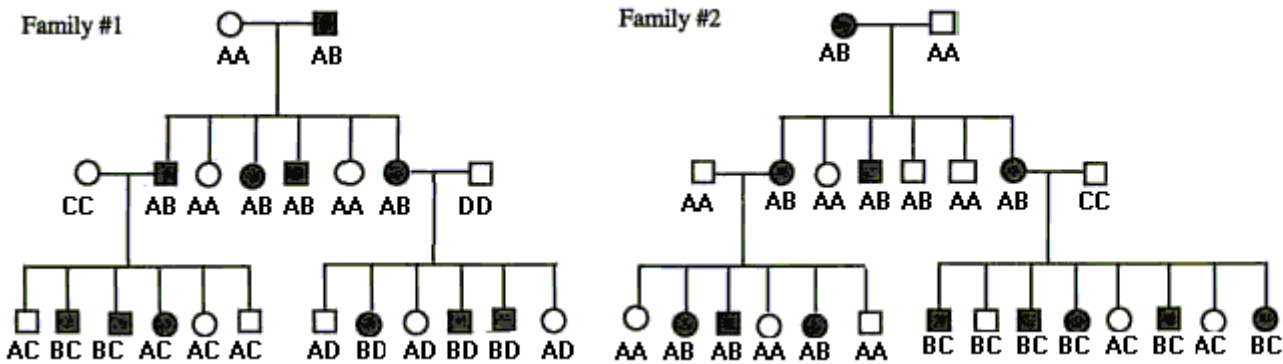 Family #1
Family #2
AA AB
AB AA
CC AB AA AB AB AA AB DD
AA AB AA AB AB AA AB CC
AC BC BC AC AC AC AD BD AD BD BD AD
AA AB AB AA AB AA BC BC BC BC AC BC AC BC